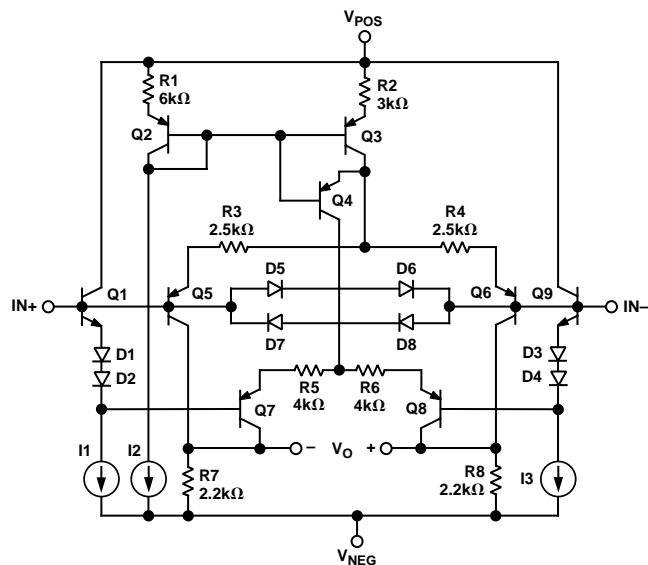 VPOS
R1
6kΩ
R2
3kΩ
Q2
Q3
Q4
R3
2.5kΩ
R4
2.5kΩ
D5
D6
IN+
Q1
Q5
Q6
Q9
IN–
D7
D8
D1
D2
D3
D4
R5
4kΩ
R6
4kΩ
Q7
Q8
I1
I2
– VO +
R7
2.2kΩ
R8
2.2kΩ
I3
VNEG